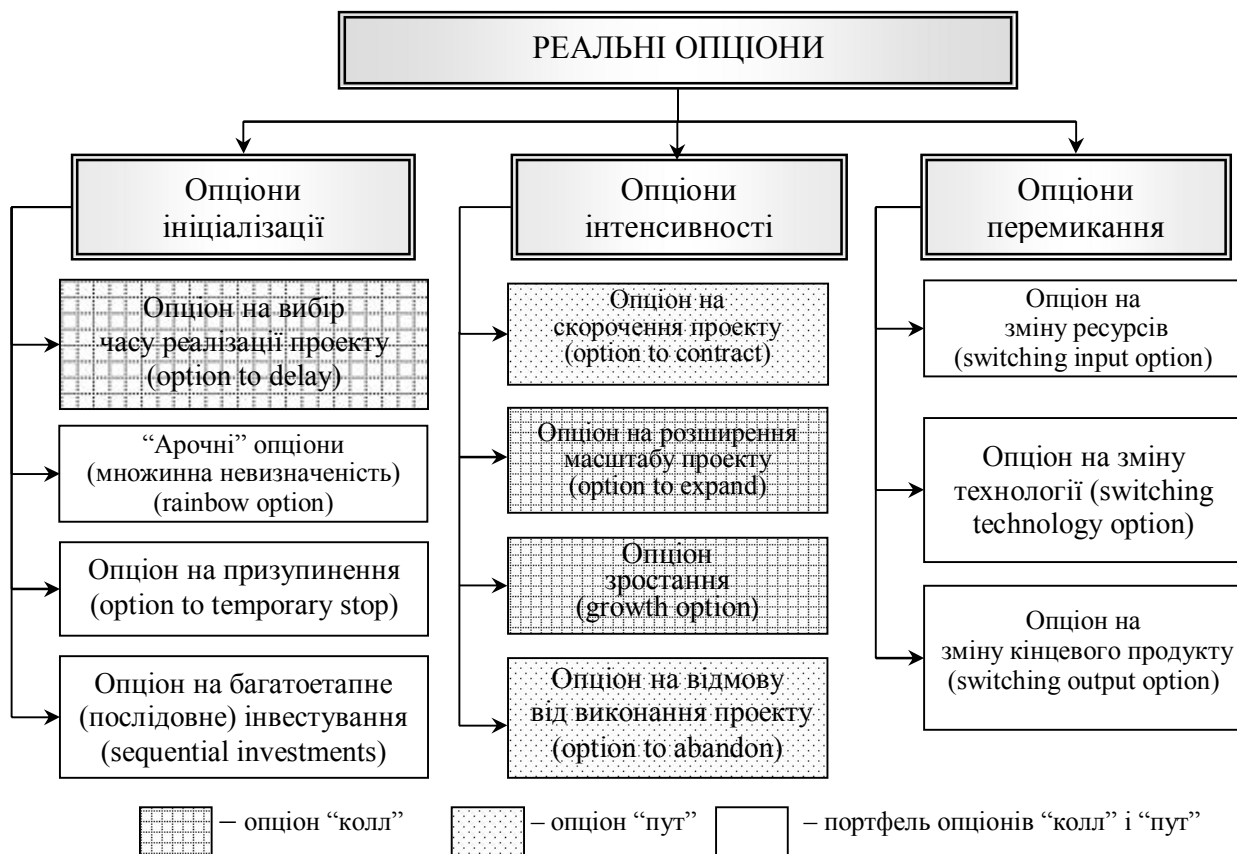 РЕАЛЬНІ ОПЦІОНИ
Опціони
ініціалізації
Опціон на вибір
часу реалізації проекту
(option to delay)
“Арочні” опціони
(множинна невизначеність)
(rainbow option)
Опціон на призупинення
(option to temporary stop)
Опціон на багатоетапне
(послідовне) інвестування
(sequential investments)
Опціони
інтенсивності
Опціон на
скорочення проекту
(option to contract)
Опціон на розширення
масштабу проекту
(option to expand)
Опціон
зростання
(growth option)
Опціон на відмову
від виконання проекту
(option to abandon)
Опціони
перемикання
Опціон на
зміну ресурсів
(switching input option)
Опціон на зміну
технології (switching
technology option)
Опціон на
зміну кінцевого продукту
(switching output option)
– опціон “колл”
– опціон “пут”
– портфель опціонів “колл” і “пут”